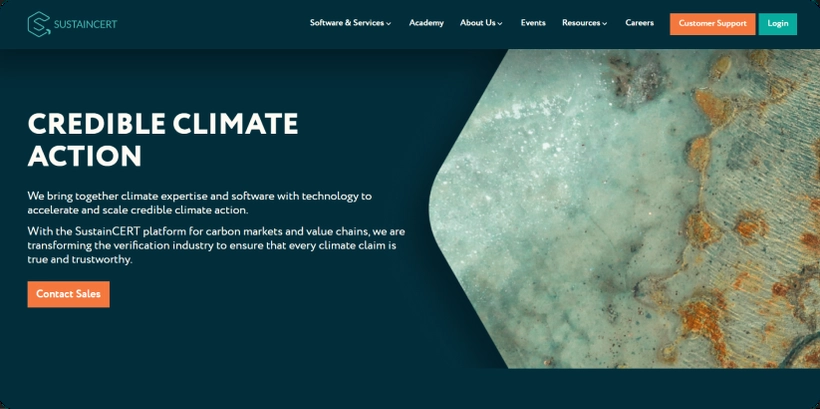 SUSTAINCERT
Software & Services
Academy
About Us
Events
Resources
Careers
Customer Support
Login
CREDIBLE CLIMATE
ACTION
We bring together climate expertise and software with technology to
accelerate and scale credible climate action.
With the SustainCERT platform for carbon markets and value chains, we are
transforming the verification industry to ensure that every climate claim is
true and trustworthy.
Contact Sales